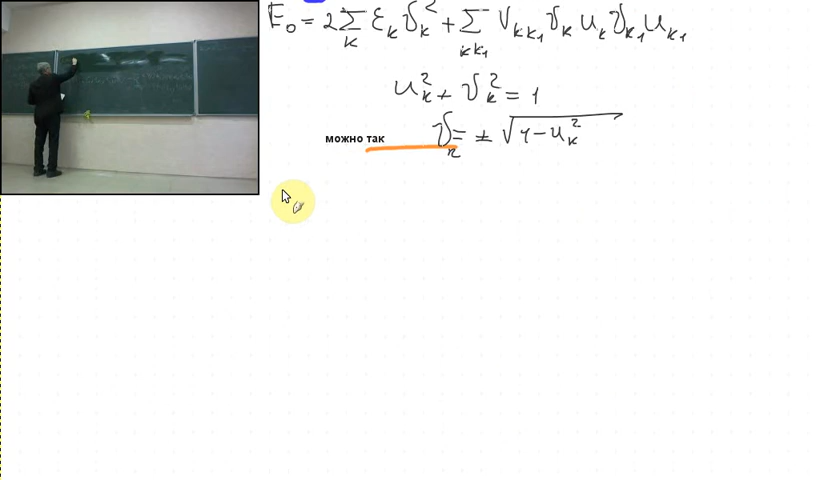 E₀ = 2∑ₖ εₖ vₖ² + ∑ₖₖ₁ Vₖₖ₁ vₖ uₖ vₖ₁ uₖ₁
uₖ² + vₖ² = 1
можно так vₖ = ± √(1 − uₖ²)